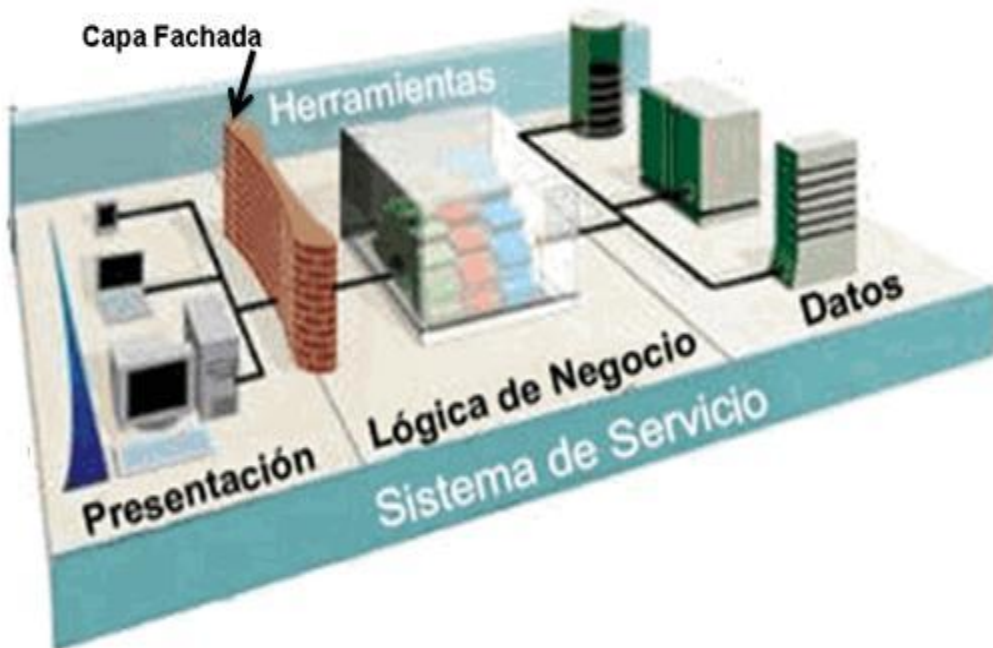 Capa Fachada
Herramientas
Datos
Lógica de Negocio
Presentación
Sistema de Servicio